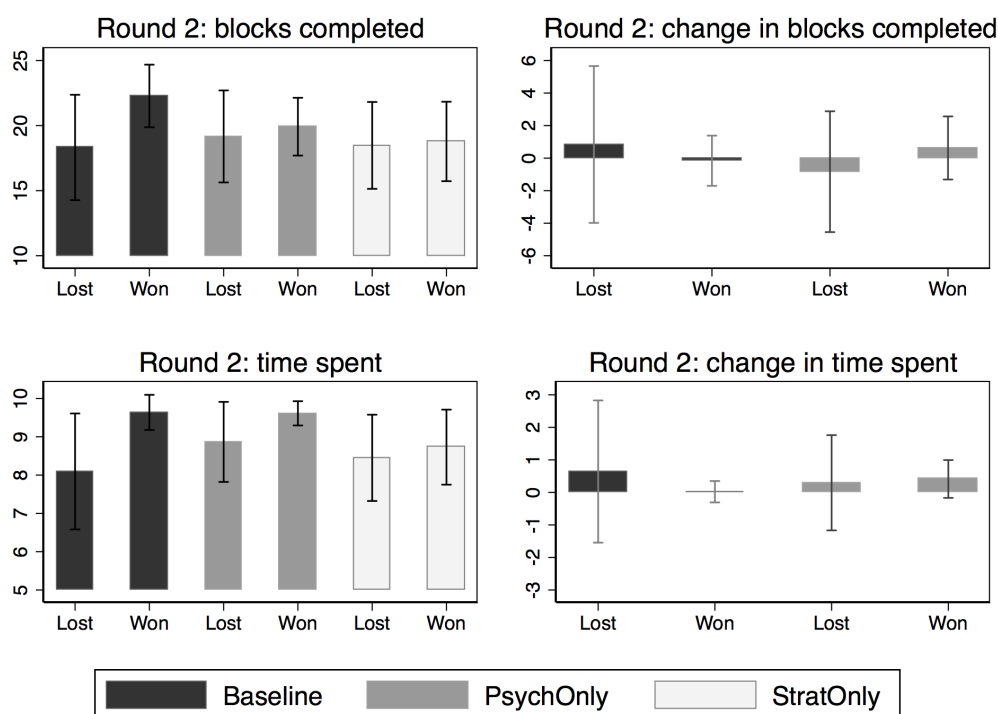 Round 2: blocks completed
25
20
15
10
Lost Won Lost Won Lost Won
Round 2: change in blocks completed
6
4
2
0
-2
-4
-6
Lost Won Lost Won
Round 2: time spent
10
9
8
7
6
5
Lost Won Lost Won Lost Won
Round 2: change in time spent
3
2
1
0
-1
-2
-3
Lost Won Lost Won
Baseline PsychOnly StratOnly